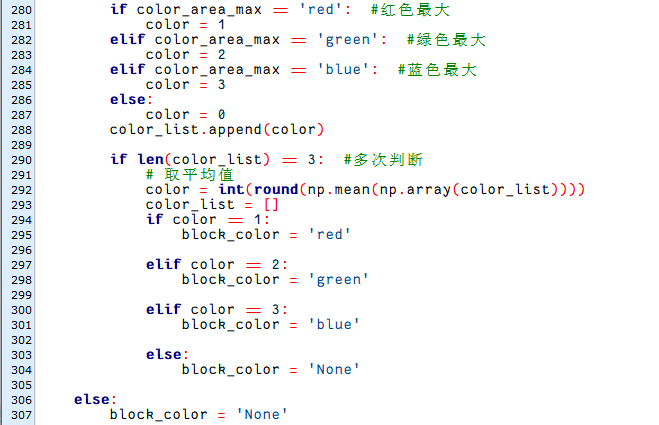 280 if color_area_max == 'red': #红色最大
281 color = 1
282 elif color_area_max == 'green': #绿色最大
283 color = 2
284 elif color_area_max == 'blue': #蓝色最大
285 color = 3
286 else:
287 color = 0
288 color_list.append(color)
289
290 if len(color_list) == 3: #多次判断
291 # 取平均值
292 color = int(round(np.mean(np.array(color_list))))
293 color_list = []
294 if color == 1:
295 block_color = 'red'
296
297 elif color == 2:
298 block_color = 'green'
299
300 elif color == 3:
301 block_color = 'blue'
302
303 else:
304 block_color = 'None'
305
306 else:
307 block_color = 'None'